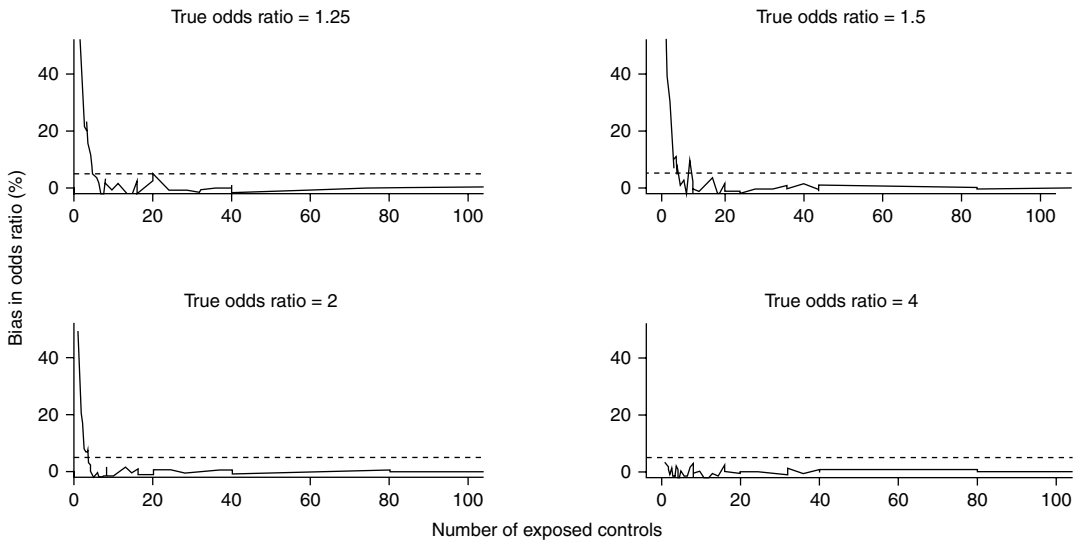 True odds ratio = 1.25
True odds ratio = 1.5
40
20
0
0 20 40 60 80 100
40
20
0
0 20 40 60 80 100
Bias in odds ratio (%)
True odds ratio = 2
True odds ratio = 4
40
20
0
0 20 40 60 80 100
40
20
0
0 20 40 60 80 100
Number of exposed controls